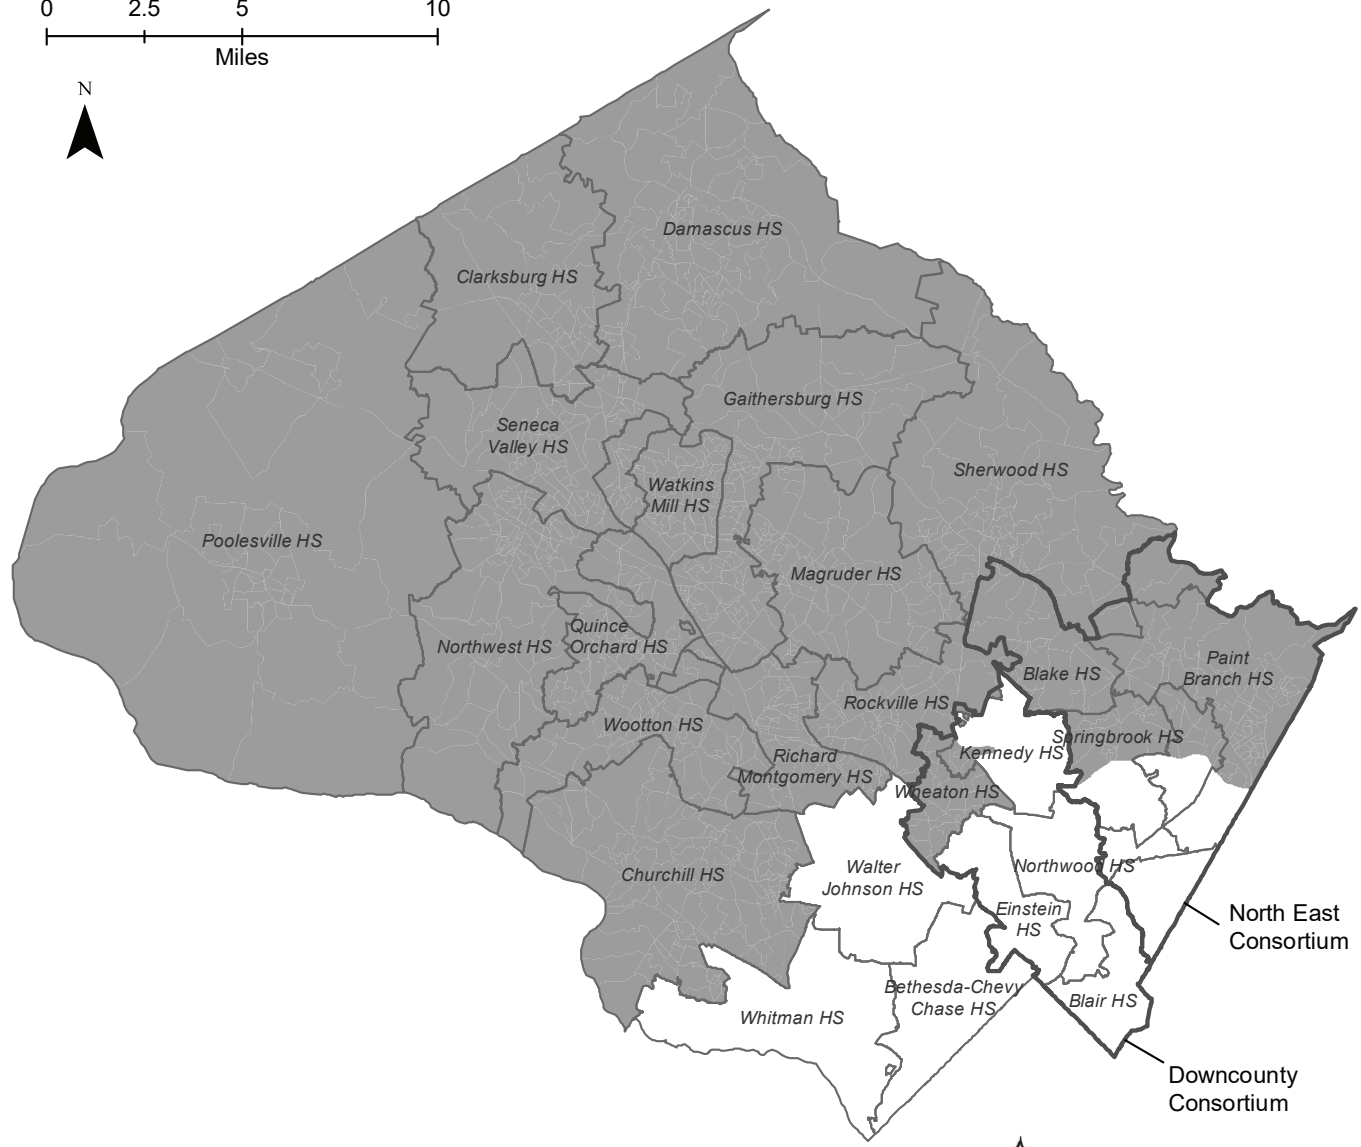 0 2.5 5 10
Miles
N
Damascus HS
Clarksburg HS
Gaithersburg HS
Seneca
Valley HS
Sherwood HS
Watkins
Mill HS
Poolesville HS
Magruder HS
Quince
Orchard HS
Northwest HS
Blake HS
Paint
Branch HS
Rockville HS
Wootton HS
Springbrook HS
Kennedy HS
Richard
Montgomery HS
Wheaton HS
Walter
Johnson HS
Northwood HS
Churchill HS
Einstein
HS
North East
Consortium
Bethesda-Chevy
Chase HS
Blair HS
Whitman HS
Downcounty
Consortium